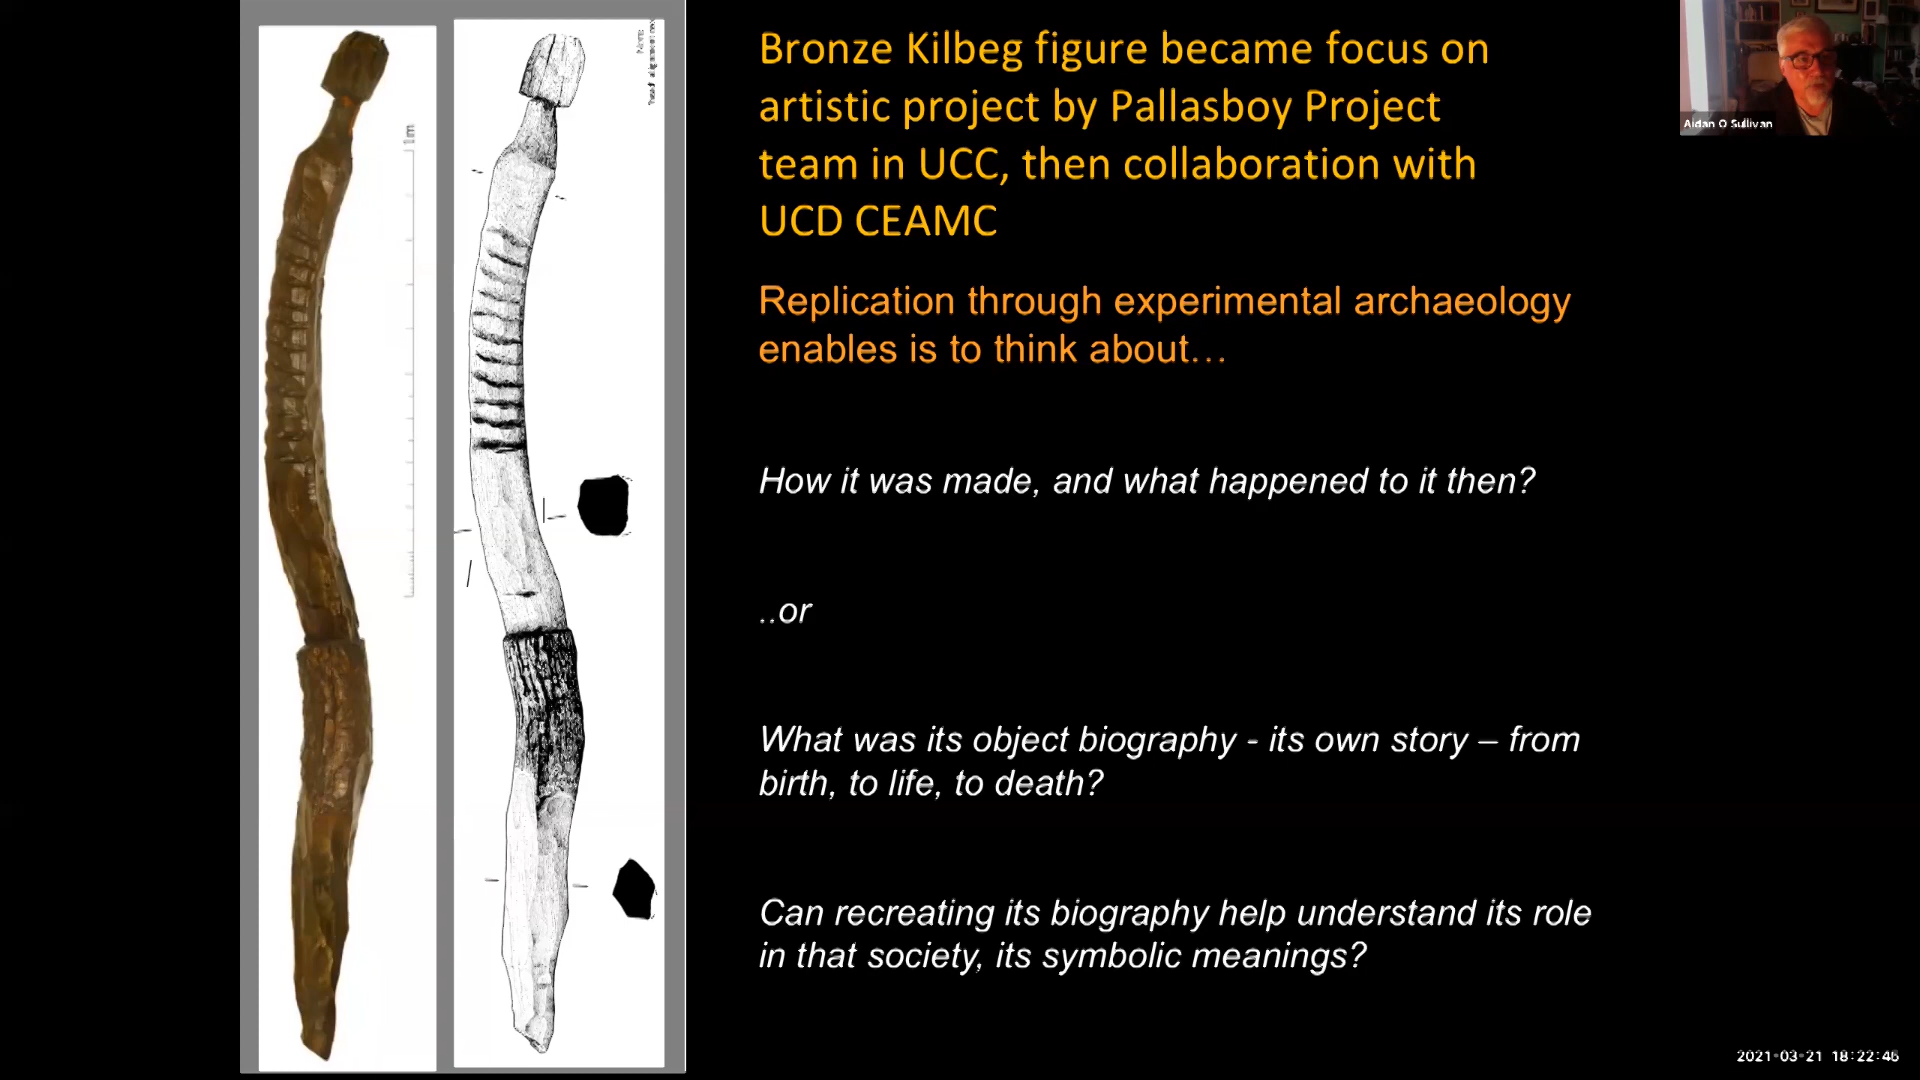 Bronze Kilbeg figure became focus on
artistic project by Pallasboy Project
team in UCC, then collaboration with
UCD CEAMC
Replication through experimental archaeology
enables is to think about…
How it was made, and what happened to it then?
..or
What was its object biography - its own story – from
birth, to life, to death?
Can recreating its biography help understand its role
in that society, its symbolic meanings?
1m
Aidan O Sullivan
2021-03-21 18:22:46